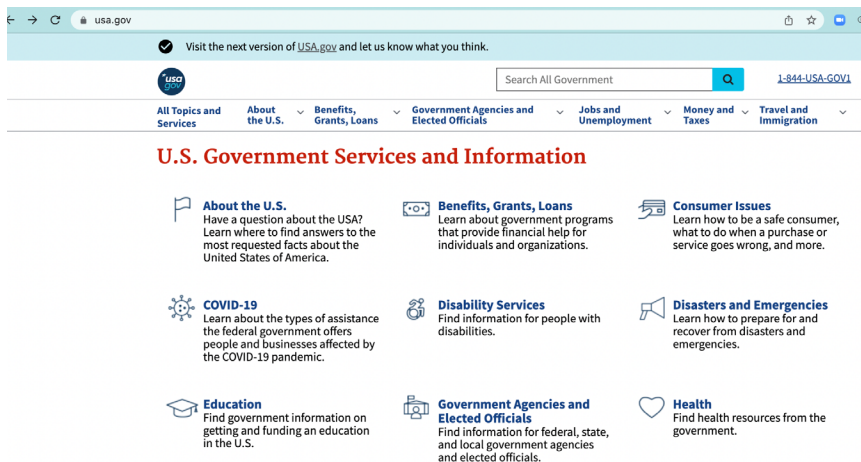 usa.gov
Visit the next version of USA.gov and let us know what you think.
usa
gov
Search All Government
1-844-USA-GOV1
All Topics and
Services
About
the U.S.
Benefits,
Grants, Loans
Government Agencies and
Elected Officials
Jobs and
Unemployment
Money and
Taxes
Travel and
Immigration
U.S. Government Services and Information
About the U.S.
Have a question about the USA?
Learn where to find answers to the
most requested facts about the
United States of America.
Benefits, Grants, Loans
Learn about government programs
that provide financial help for
individuals and organizations.
Consumer Issues
Learn how to be a safe consumer,
what to do when a purchase or
service goes wrong, and more.
COVID-19
Learn about the types of assistance
the federal government offers
people and businesses affected by
the COVID-19 pandemic.
Disability Services
Find information for people with
disabilities.
Disasters and Emergencies
Learn how to prepare for and
recover from disasters and
emergencies.
Education
Find government information on
getting and funding an education
in the U.S.
Government Agencies and
Elected Officials
Find information for federal, state,
and local government agencies
and elected officials.
Health
Find health resources from the
government.